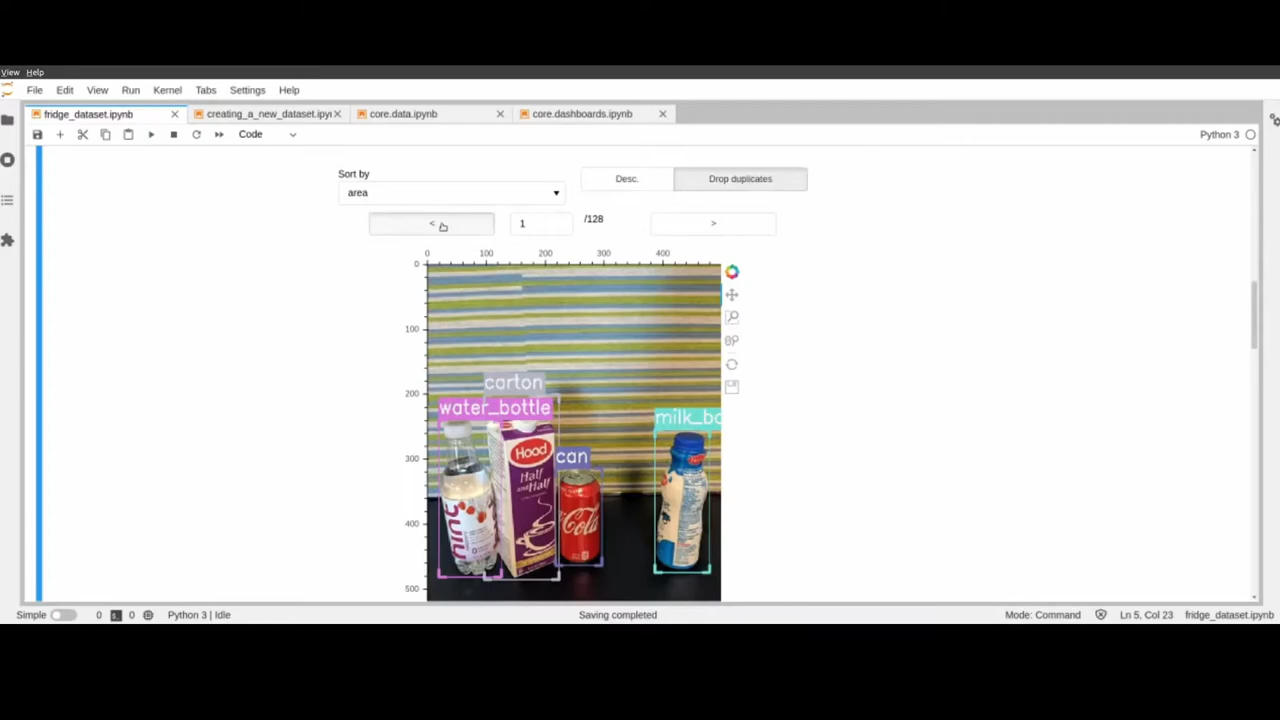 View Help
File Edit View Run Kernel Tabs Settings Help
fridge_dataset.ipynb creating_a_new_dataset.ipyı core.data.ipynb core.dashboards.ipynb
Code Python 3
Sort by
area Desc. Drop duplicates
< 1 /128 >
0 100 200 300 400
0
100
200
300
400
500
carton
water_bottle
milk_bo
can
Hood
Half
and Half
Cola
Simple 0 0 Python 3 | Idle Saving completed Mode: Command Ln 5, Col 23 fridge_dataset.ipynb